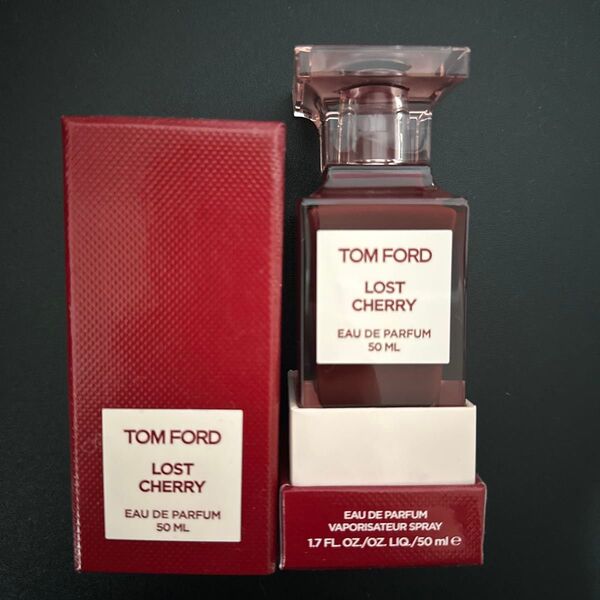 TOM FORD
LOST
CHERRY
EAU DE PARFUM
50 ML
TOM FORD
LOST
CHERRY
EAU DE PARFUM
50 ML
EAU DE PARFUM
VAPORISATEUR SPRAY
1.7 FL. OZ./OZ. LIQ./50 ml ℮